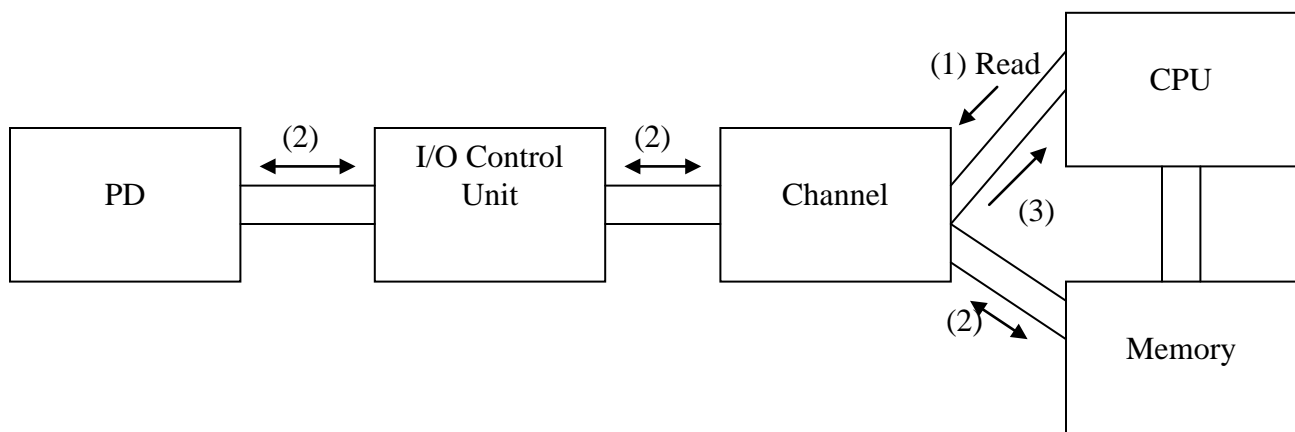 (1) Read
CPU
(2)
(2)
I/O Control
Unit
PD
Channel
(3)
(2)
Memory